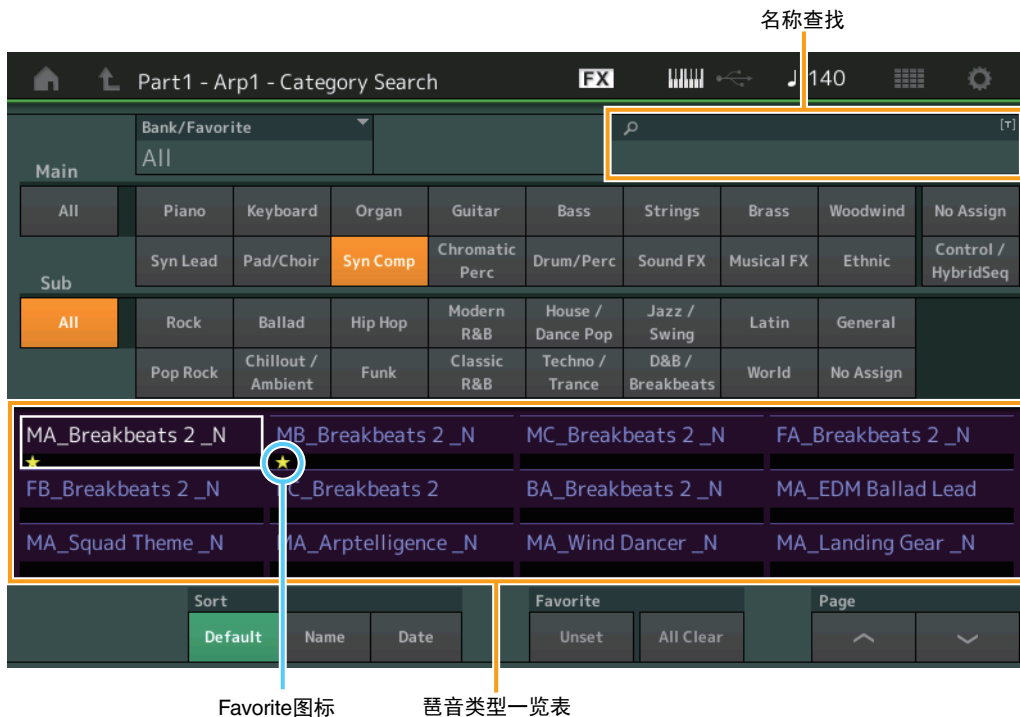 名称查找
Part1 - Arp1 - Category Search
FX
♩ 140
Bank/Favorite
All
[T]
Main
All
Piano
Keyboard
Organ
Guitar
Bass
Strings
Brass
Woodwind
No Assign
Syn Lead
Pad/Choir
Syn Comp
Chromatic
Perc
Drum/Perc
Sound FX
Musical FX
Ethnic
Control /
HybridSeq
Sub
All
Rock
Ballad
Hip Hop
Modern
R&B
House /
Dance Pop
Jazz /
Swing
Latin
General
Pop Rock
Chillout /
Ambient
Funk
Classic
R&B
Techno /
Trance
D&B /
Breakbeats
World
No Assign
MA_Breakbeats 2 _N
MB_Breakbeats 2 _N
MC_Breakbeats 2 _N
FA_Breakbeats 2 _N
FB_Breakbeats 2 _N
C_Breakbeats 2
BA_Breakbeats 2 _N
MA_EDM Ballad Lead
MA_Squad Theme _N
MA_Arptelligence _N
MA_Wind Dancer _N
MA_Landing Gear _N
Sort
Default
Name
Date
Favorite
Unset
All Clear
Page
Favorite图标
琶音类型一览表